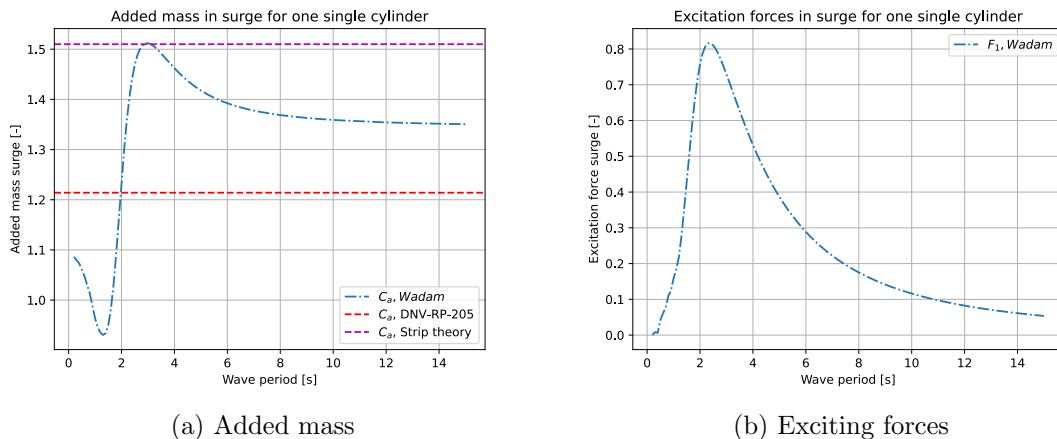 Added mass in surge for one single cylinder
Added mass surge [-]
1.5
1.4
1.3
1.2
1.1
1.0
C_a, Wadam
C_a, DNV-RP-205
C_a, Strip theory
0 2 4 6 8 10 12 14
Wave period [s]
(a) Added mass
Excitation forces in surge for one single cylinder
Excitation force surge [-]
0.8
0.7
0.6
0.5
0.4
0.3
0.2
0.1
0.0
F_1, Wadam
0 2 4 6 8 10 12 14
Wave period [s]
(b) Exciting forces